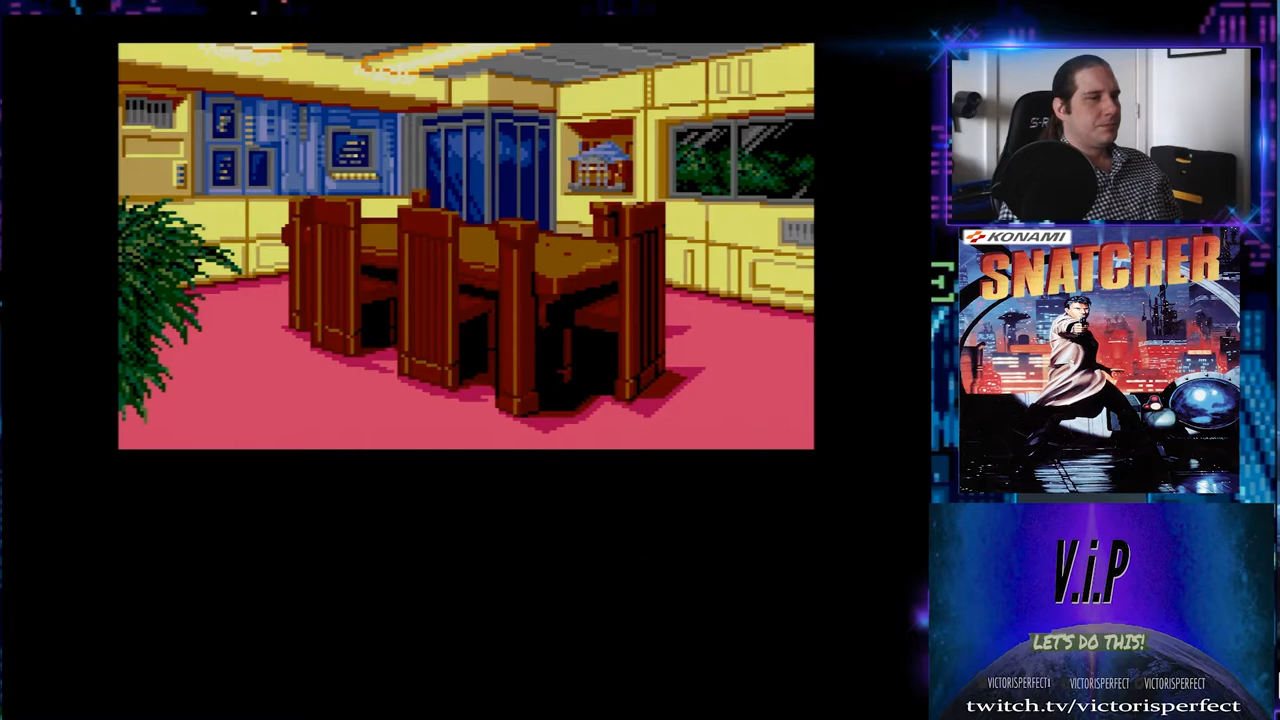 KONAMI
SNATCHER
V.i.P
LET'S DO THIS!
VICTORISPERFECT1 VICTORISPERFECT VICTORISPERFECT
twitch.tv/victorisperfect